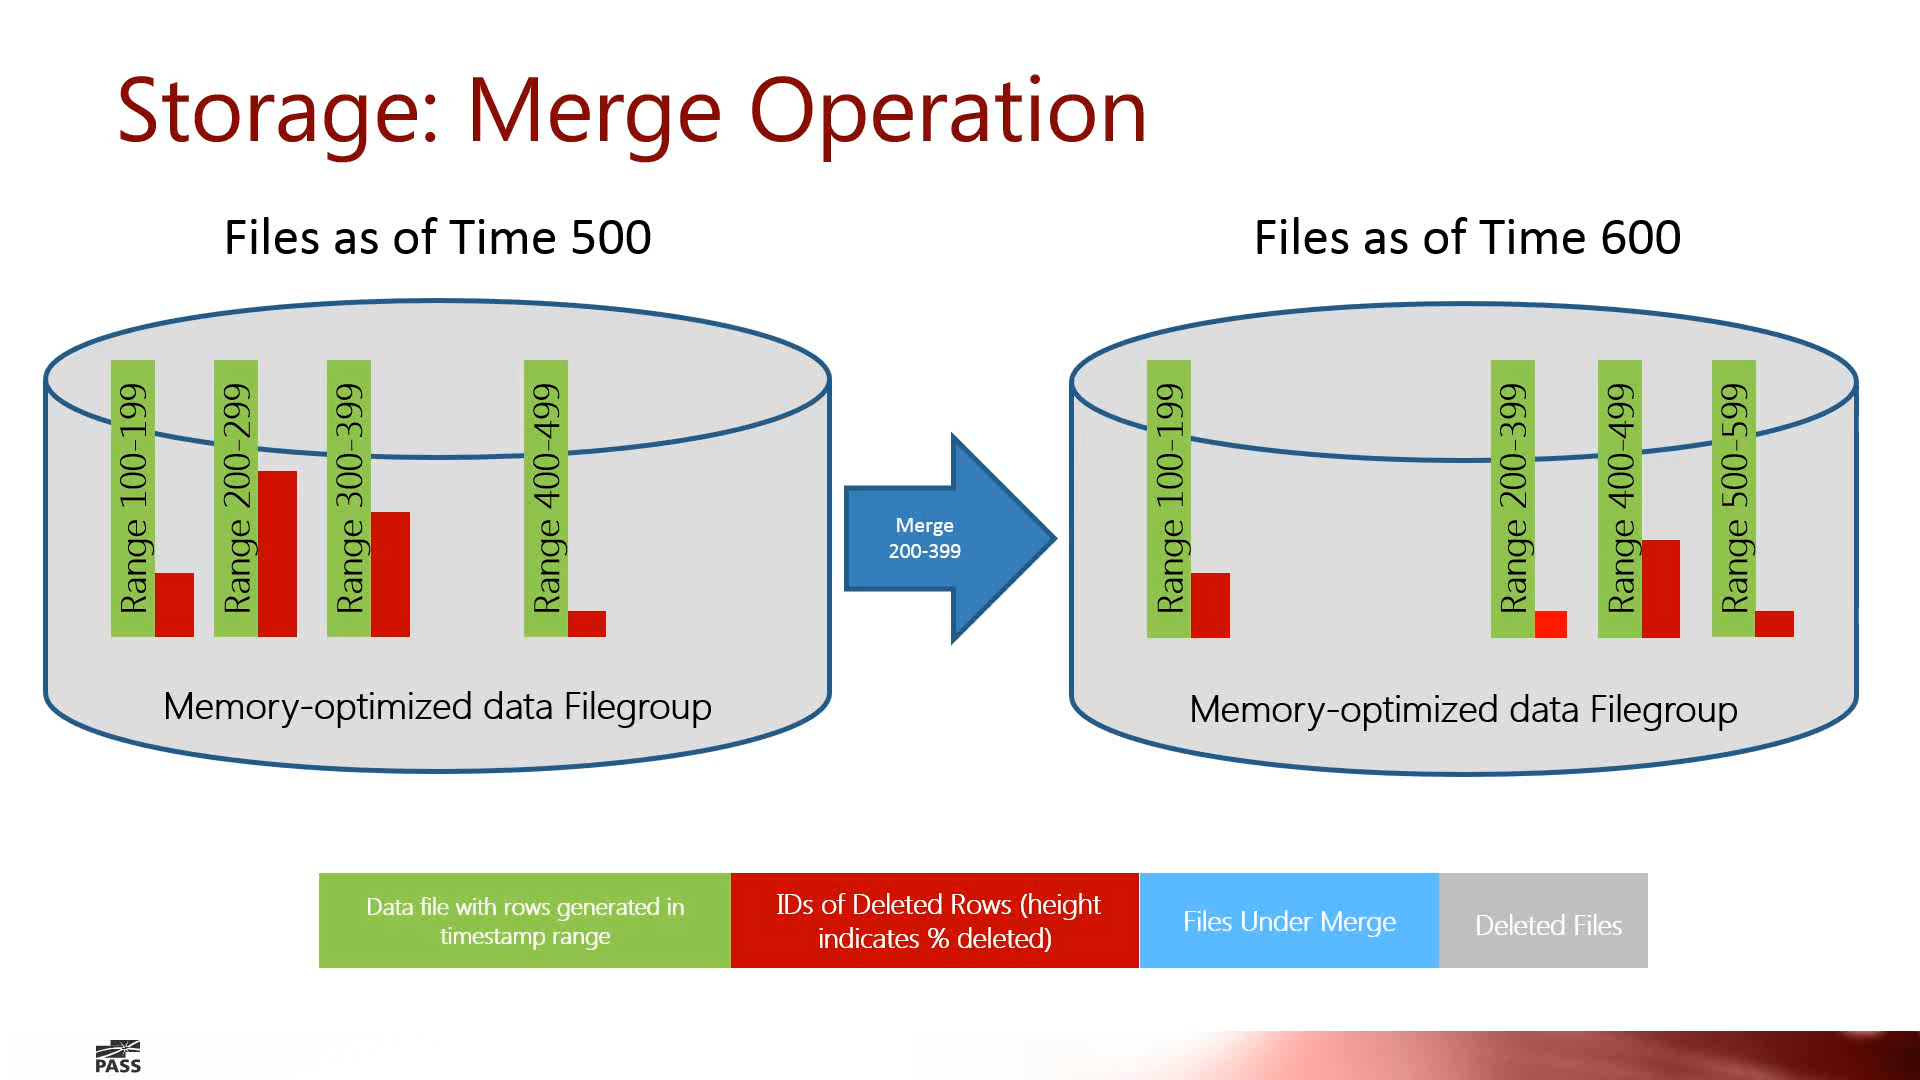 Storage: Merge Operation
Files as of Time 500
Files as of Time 600
Range 100-199
Range 200-299
Range 300-399
Range 400-499
Memory-optimized data Filegroup
Merge
200-399
Range 100-199
Range 200-399
Range 400-499
Range 500-599
Memory-optimized data Filegroup
Data file with rows generated in
timestamp range
IDs of Deleted Rows (height
indicates % deleted)
Files Under Merge
Deleted Files
PASS